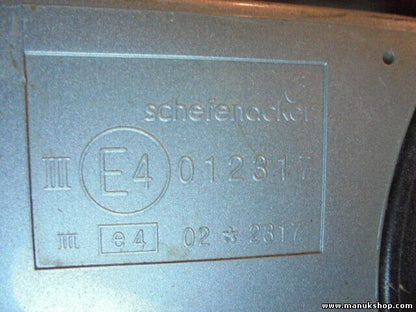 schefenacker
III E4 012317
III e4 02 * 2317
www.manukshop.com